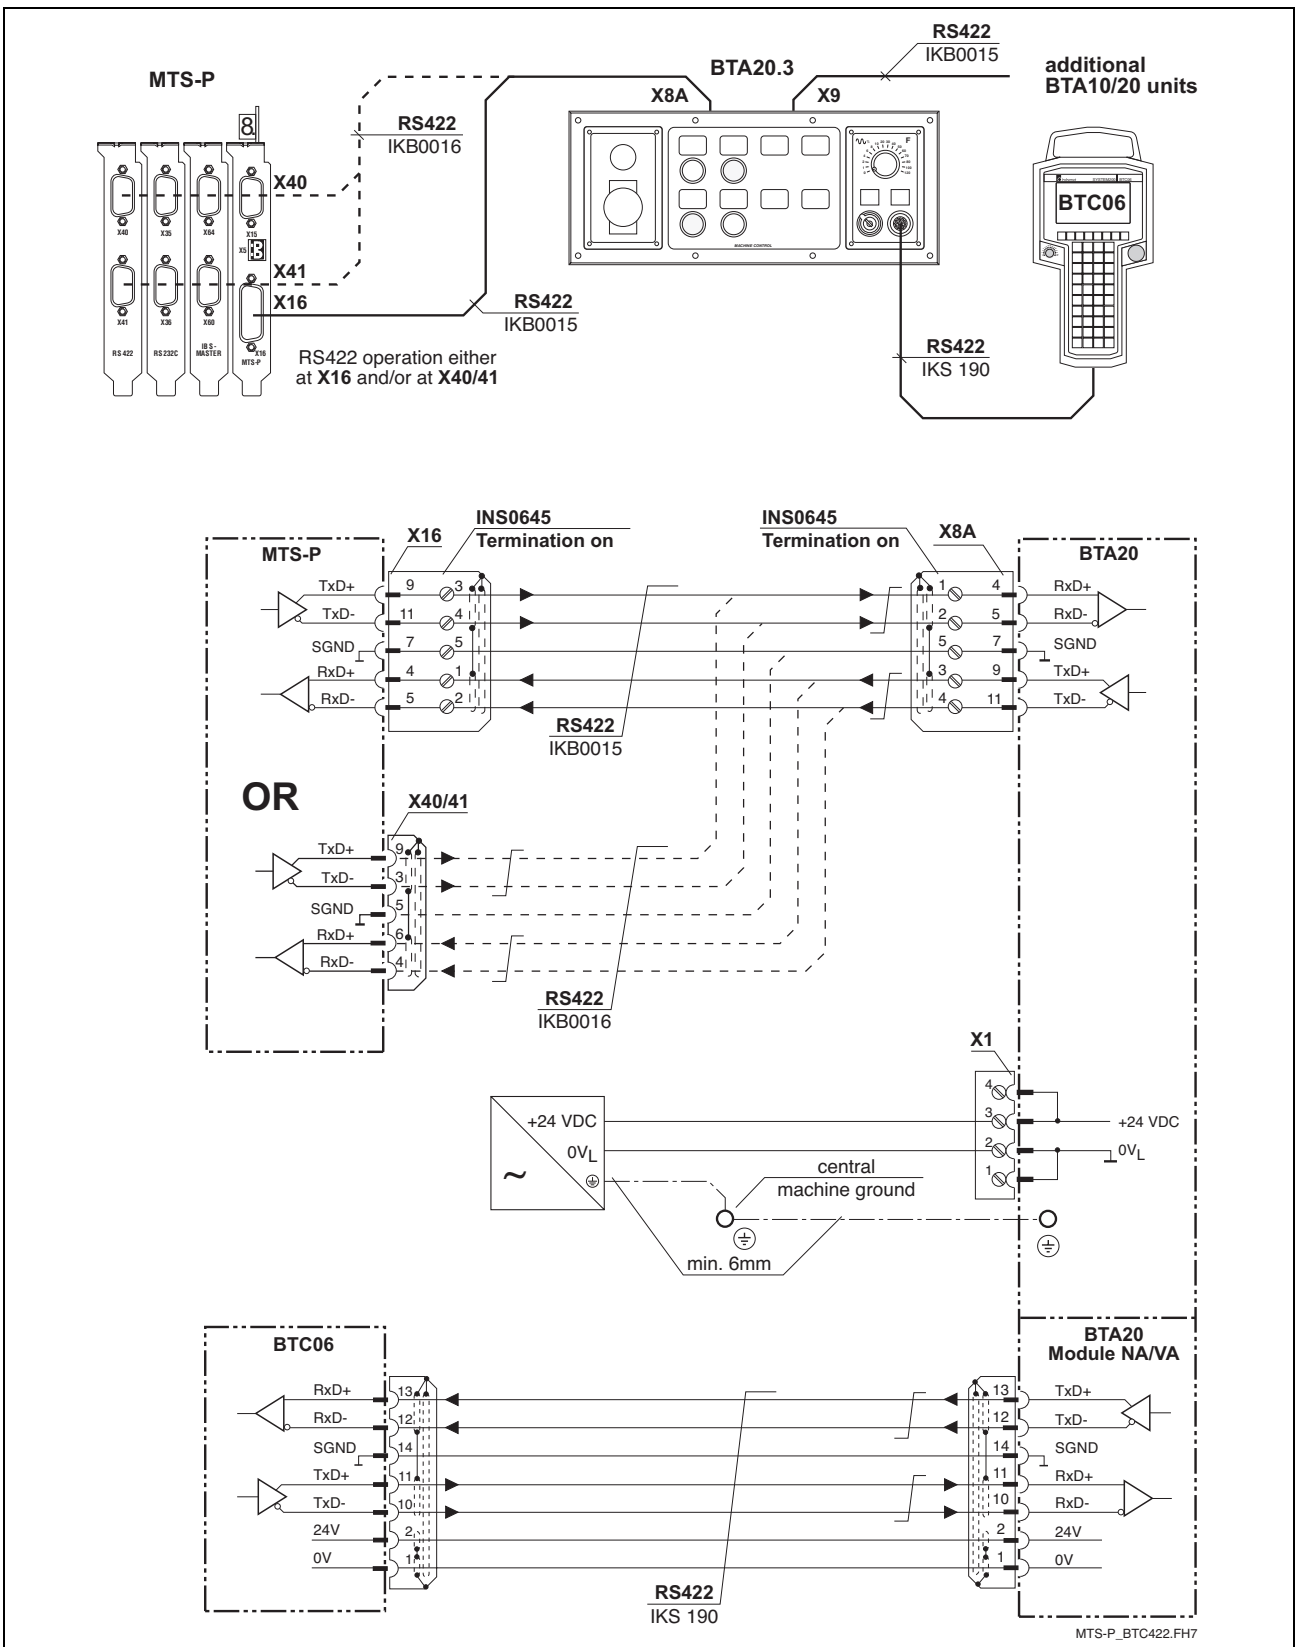 RS422
IKB0015
additional
BTA10/20 units
MTS-P
BTA20.3
X8A
X9
8
RS422
IKB0016
F
BTC06
X40
X40
X35
X64
X15
X5
X41
X16
MACHINE CONTROL
X41
X36
X60
X16
RS422
IKB0015
RS 422
RS232C
IBS-
MASTER
MTS-P
RS422 operation either
at X16 and/or at X40/41
RS422
IKS 190
INS0645
Termination on
INS0645
Termination on
X16
X8A
MTS-P
BTA20
TxD+ 9 3 1 4 RxD+
TxD- 11 4 2 5 RxD-
SGND 7 5 5 7 SGND
RxD+ 4 1 3 9 TxD+
RxD- 5 2 4 11 TxD-
RS422
IKB0015
OR
X40/41
TxD+ 9
TxD- 3
SGND 5
RxD+ 6
RxD- 4
RS422
IKB0016
X1
4
+24 VDC 3 +24 VDC
0VL 2 0VL
1
~
central
machine ground
min. 6mm
BTC06
BTA20
Module NA/VA
RxD+ 13 13 TxD+
RxD- 12 12 TxD-
SGND 14 14 SGND
TxD+ 11 11 RxD+
TxD- 10 10 RxD-
24V 2 2 24V
0V 1 1 0V
RS422
IKS 190
MTS-P_BTC422.FH7